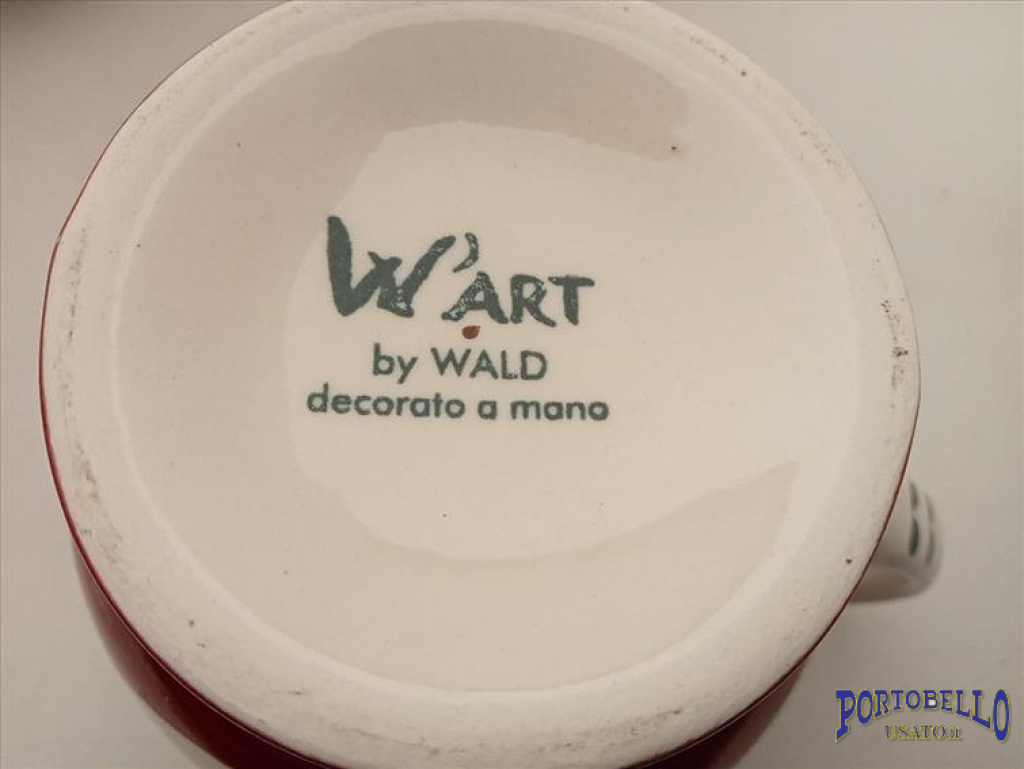 W'ART
by WALD
decorato a mano
PORTOBELLO
USATO.it